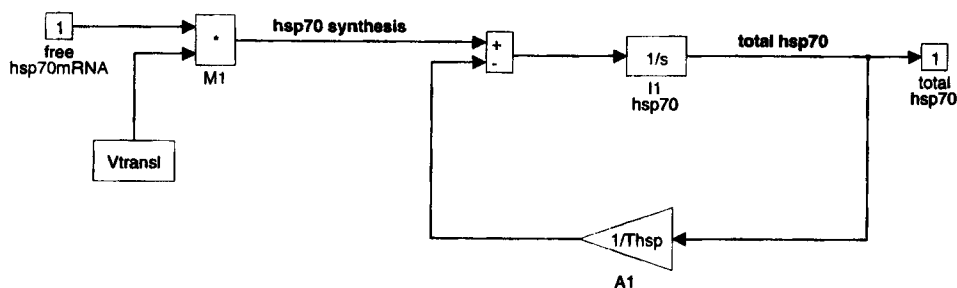 1
free
hsp70mRNA
*
M1
hsp70 synthesis
Vtransl
+
-
1/s
I1
hsp70
total hsp70
1
total
hsp70
1/Thsp
A1